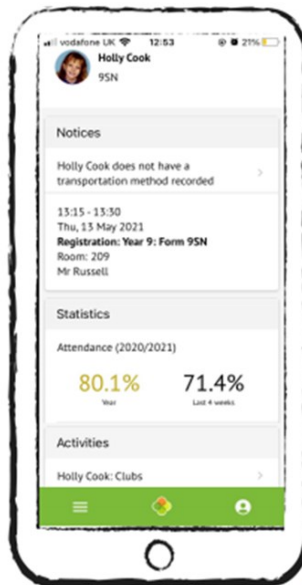 vodafone UK 12:53 21%
Holly Cook
9SN
Notices
Holly Cook does not have a
transportation method recorded
13:15 - 13:30
Thu, 13 May 2021
Registration: Year 9: Form 9SN
Room: 209
Mr Russell
Statistics
Attendance (2020/2021)
80.1% 71.4%
Year Last 4 weeks
Activities
Holly Cook: Clubs